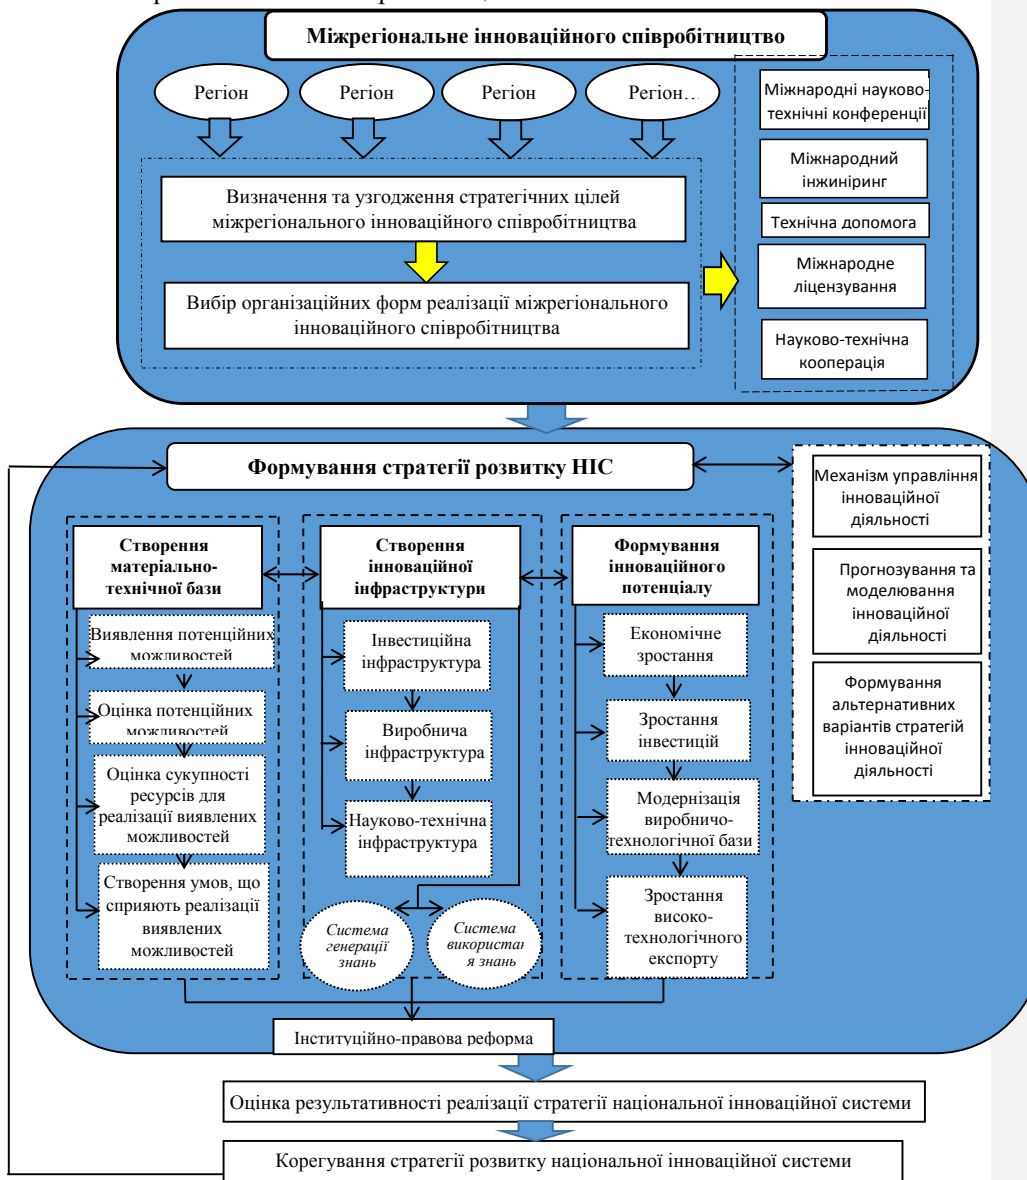 Міжрегіональне інноваційного співробітництво
Регіон
Регіон
Регіон
Регіон…
Визначення та узгодження стратегічних цілей
міжрегіонального інноваційного співробітництва
Вибір організаційних форм реалізації міжрегіонального
інноваційного співробітництва
Міжнародні науково-
технічні конференції
Міжнародний
інжиніринг
Технічна допомога
Міжнародне
ліцензування
Науково-технічна
кооперація
Формування стратегії розвитку НІС
Створення
матеріально-
технічної бази
Виявлення потенційних
можливостей
Оцінка потенційних
можливостей
Оцінка сукупності
ресурсів для
реалізації виявлених
можливостей
Створення умов, що
сприяють реалізації
виявлених
можливостей
Створення
інноваційної
інфраструктури
Інвестиційна
інфраструктура
Виробнича
інфраструктура
Науково-технічна
інфраструктура
Система
генерації
знань
Система
використан
я знань
Формування
інноваційного
потенціалу
Економічне
зростання
Зростання
інвестицій
Модернізація
виробничо-
технологічної бази
Зростання
високо-
технологічного
експорту
Механізм управління
інноваційної
діяльності
Прогнозування та
моделювання
інноваційної
діяльності
Формування
альтернативних
варіантів стратегій
інноваційної
діяльності
Інституційно-правова реформа
Оцінка результативності реалізації стратегії національної інноваційної системи
Корегування стратегії розвитку національної інноваційної системи